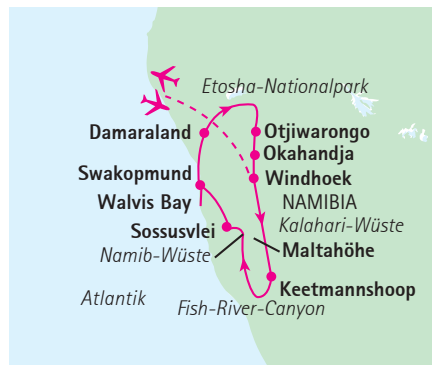 Etosha-Nationalpark
Damaraland
Otjiwarongo
Okahandja
Swakopmund
Windhoek
Walvis Bay
NAMIBIA
Sossusvlei
Kalahari-Wüste
Namib-Wüste
Maltahöhe
Keetmannshoop
Atlantik
Fish-River-Canyon